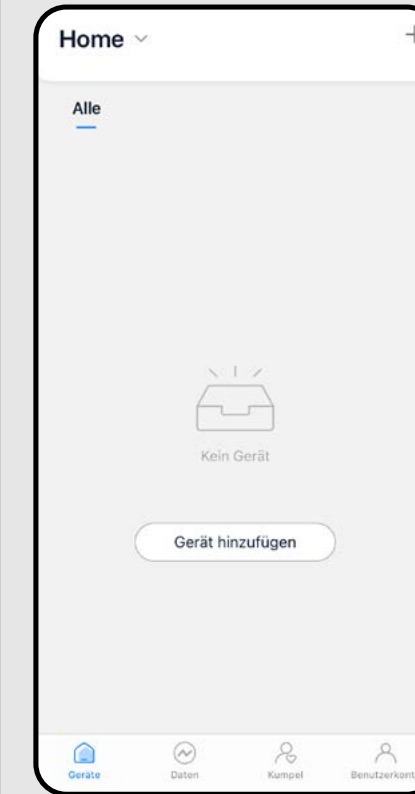 Home
Alle
Kein Gerät
Gerät hinzufügen
Geräte
Daten
Kumpel
Benutzerkont